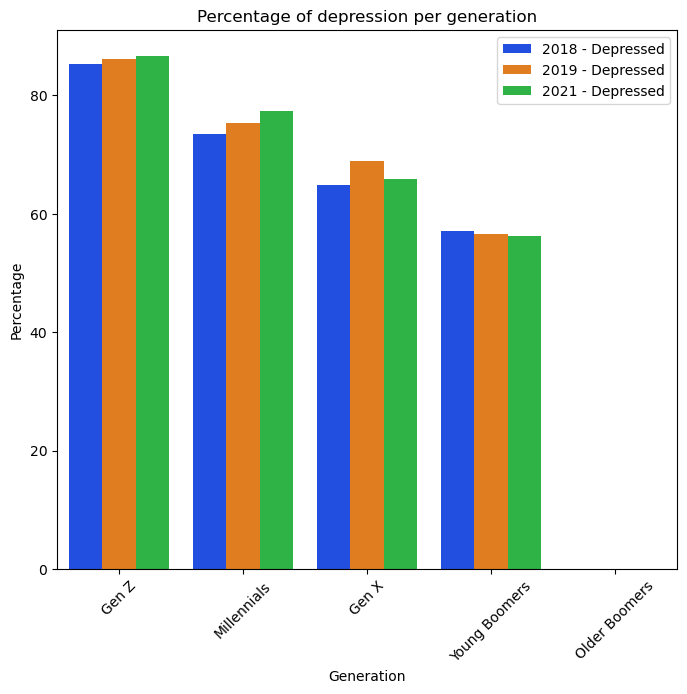 Percentage of depression per generation
2018 - Depressed
2019 - Depressed
2021 - Depressed
Percentage
80
60
40
20
0
Gen Z
Millennials
Gen X
Young Boomers
Older Boomers
Generation